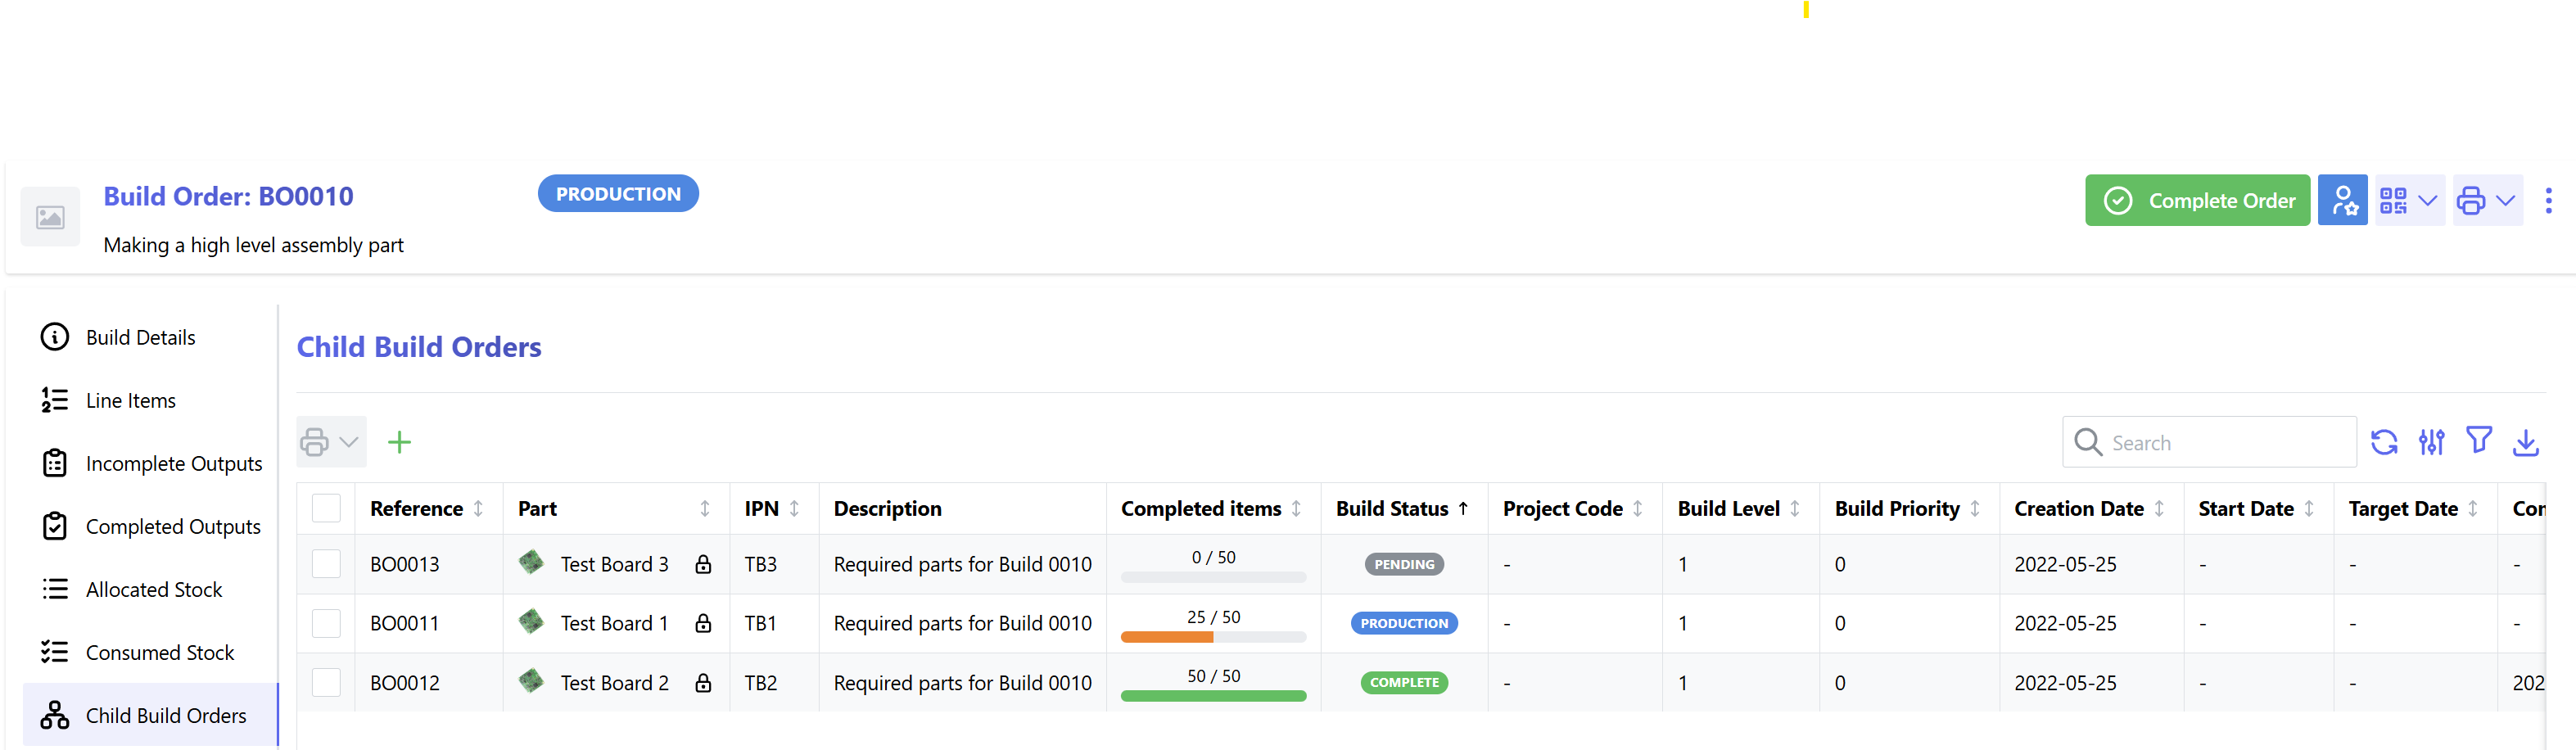 Build Order: BO0010
PRODUCTION
Complete Order
Making a high level assembly part
Build Details
Line Items
Incomplete Outputs
Completed Outputs
Allocated Stock
Consumed Stock
Child Build Orders
Child Build Orders
Search
Reference Part IPN Description Completed items Build Status Project Code Build Level Build Priority Creation Date Start Date Target Date Con
BO0013 Test Board 3 TB3 Required parts for Build 0010 0 / 50 PENDING - 1 0 2022-05-25 - - -
BO0011 Test Board 1 TB1 Required parts for Build 0010 25 / 50 PRODUCTION - 1 0 2022-05-25 - - -
BO0012 Test Board 2 TB2 Required parts for Build 0010 50 / 50 COMPLETE - 1 0 2022-05-25 - - 202